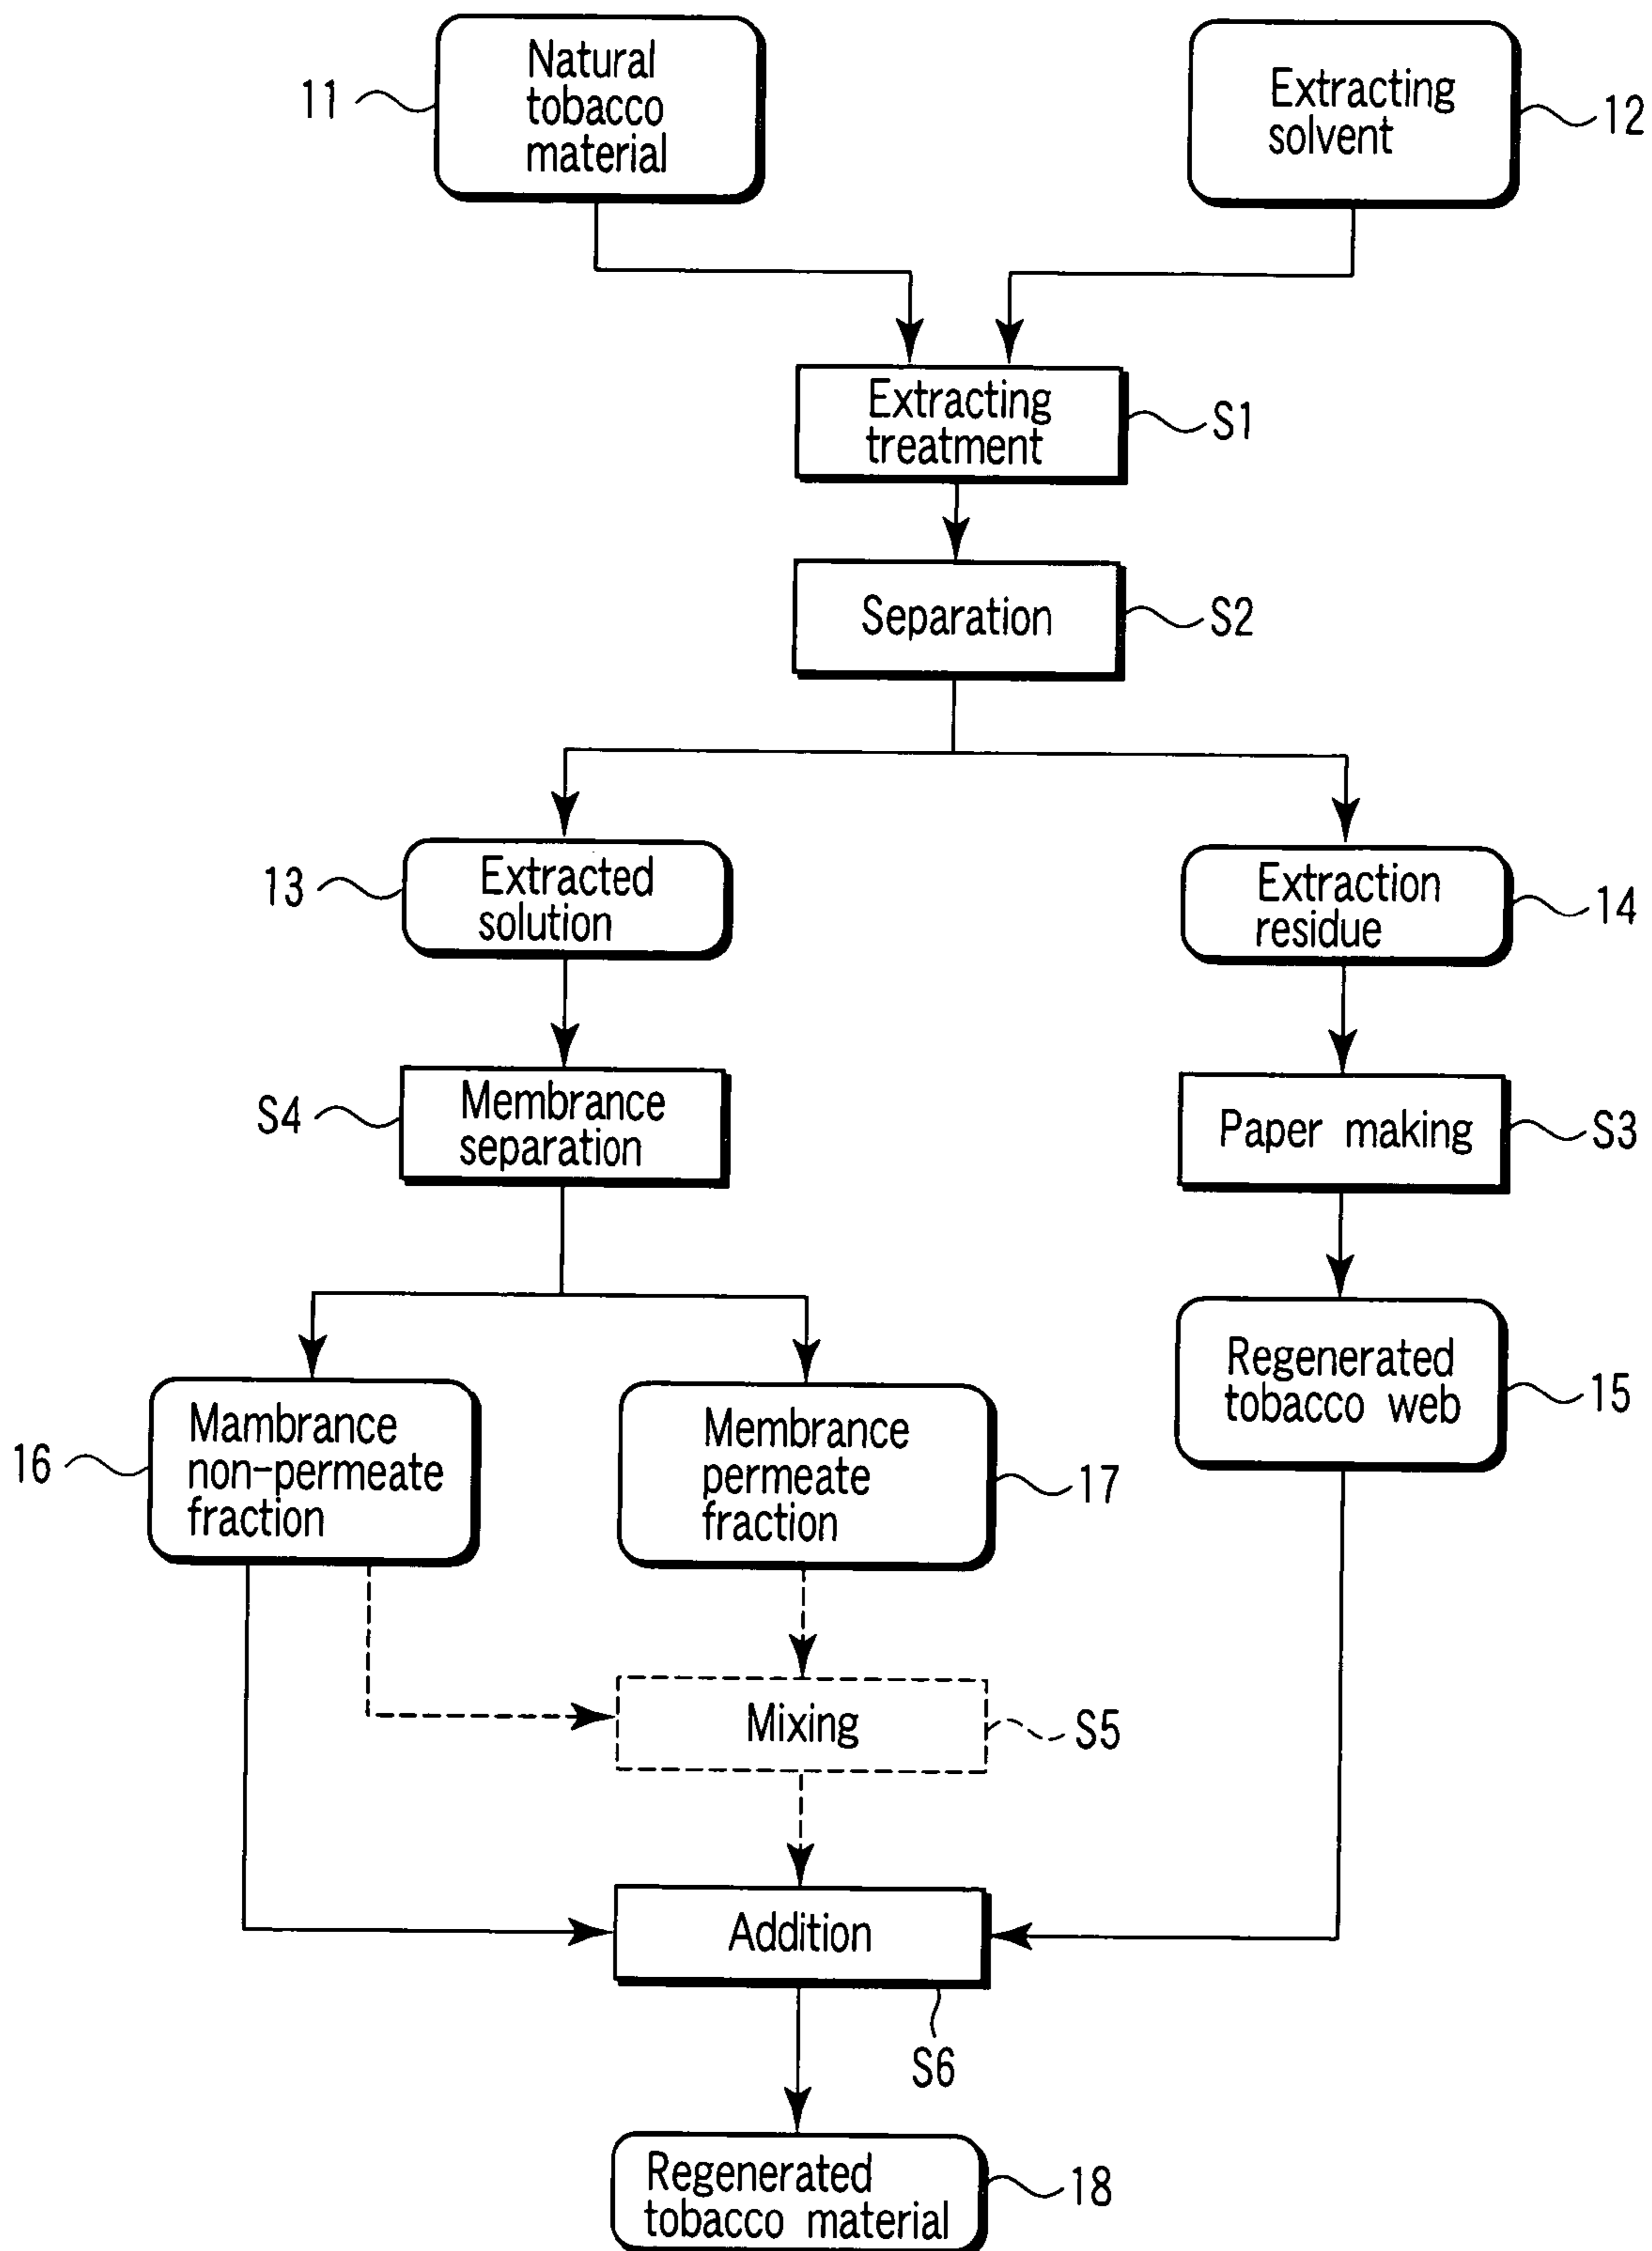 Natural
tobacco
material
11
Extracting
solvent
12
Extracting
treatment
S1
Separation
S2
13
Extracted
solution
Extraction
residue
14
S4
Membrance
separation
Paper making
S3
Regenerated
tobacco web
15
16
Mambrance
non-permeate
fraction
Membrance
permeate
fraction
17
Mixing
S5
Addition
S6
Regenerated
tobacco material
18